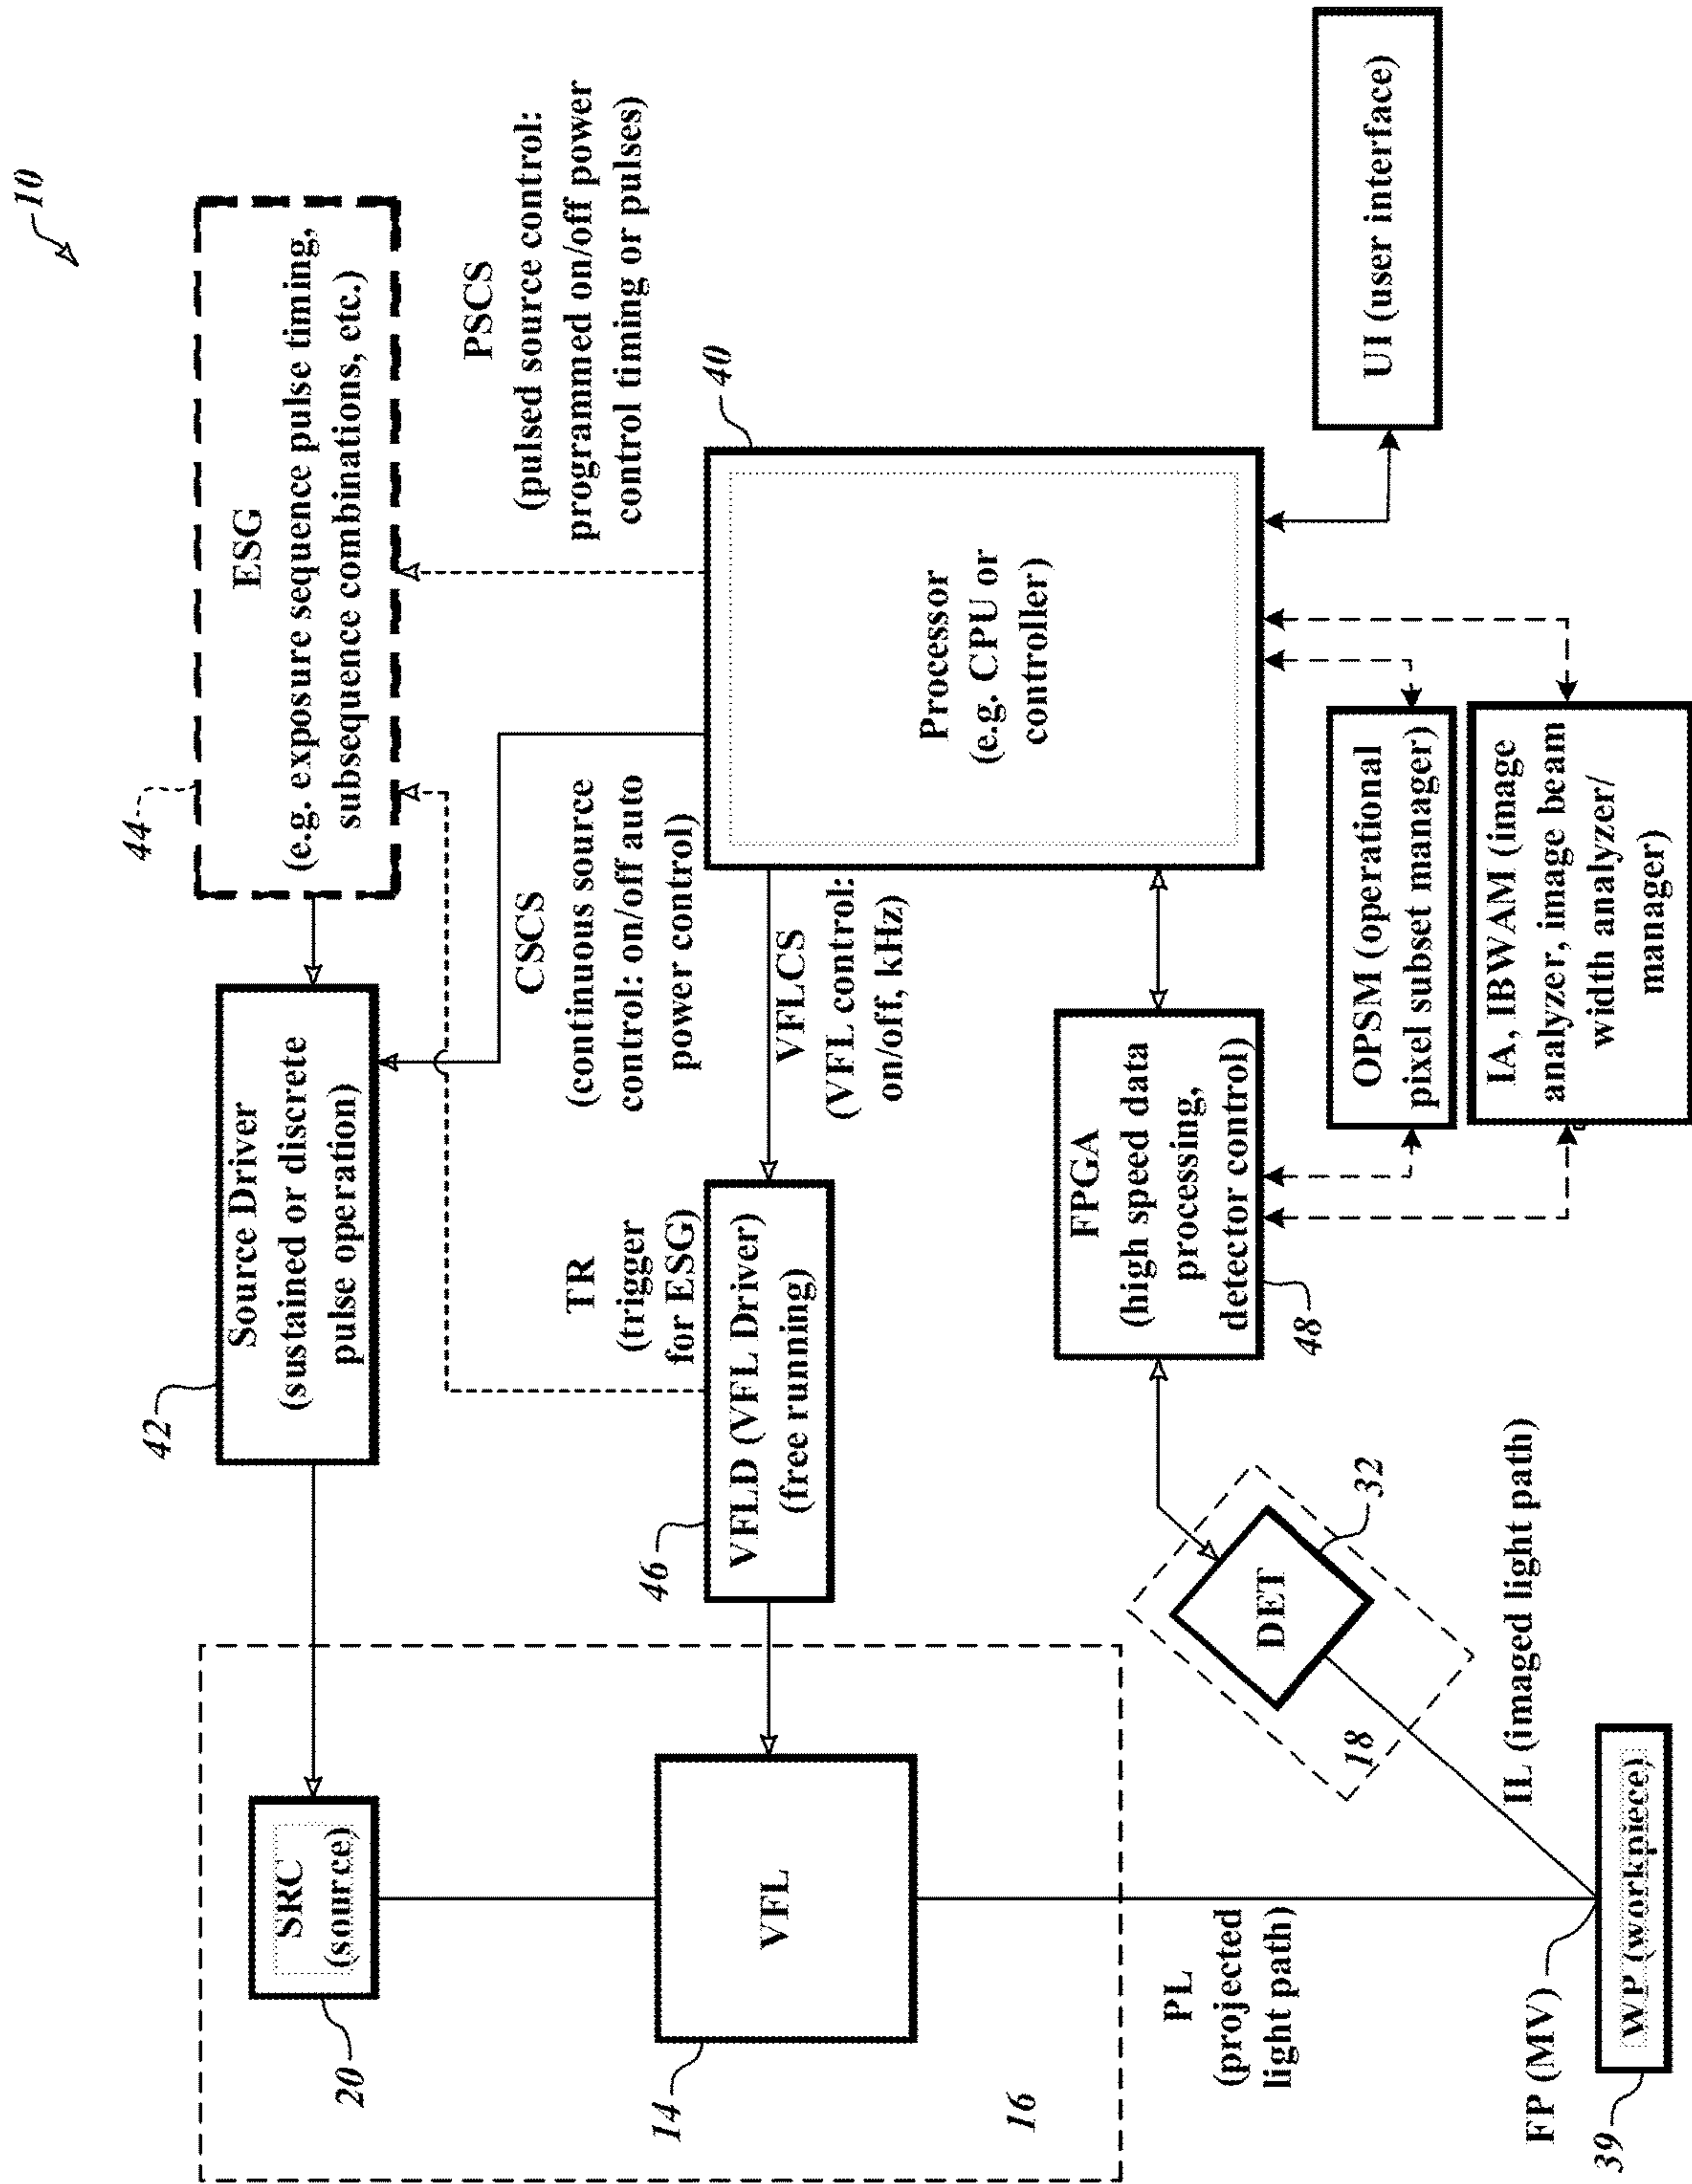 10
44
ESG
(e.g. exposure sequence pulse timing,
subsequence combinations, etc.)
PSCS
(pulsed source control:
programmed on/off power
control timing or pulses)
42
Source Driver
(sustained or discrete
pulse operation)
CSCS
(continuous source
control: on/off auto
power control)
20
SRC
(source)
TR
(trigger
for ESG)
46
VFLD (VFL Driver)
(free running)
VFLCS
(VFL control:
on/off, kHz)
40
Processor
(e.g. CPU or
controller)
14
VFL
16
FPGA
(high speed data
processing,
detector control)
48
UI (user interface)
OPSM (operational
pixel subset manager)
IA, IBWAM (image
analyzer, image beam
width analyzer/
manager)
PL
(projected
light path)
DET
32
18
IL (imaged light path)
FP (MV)
WP (workpiece)
39